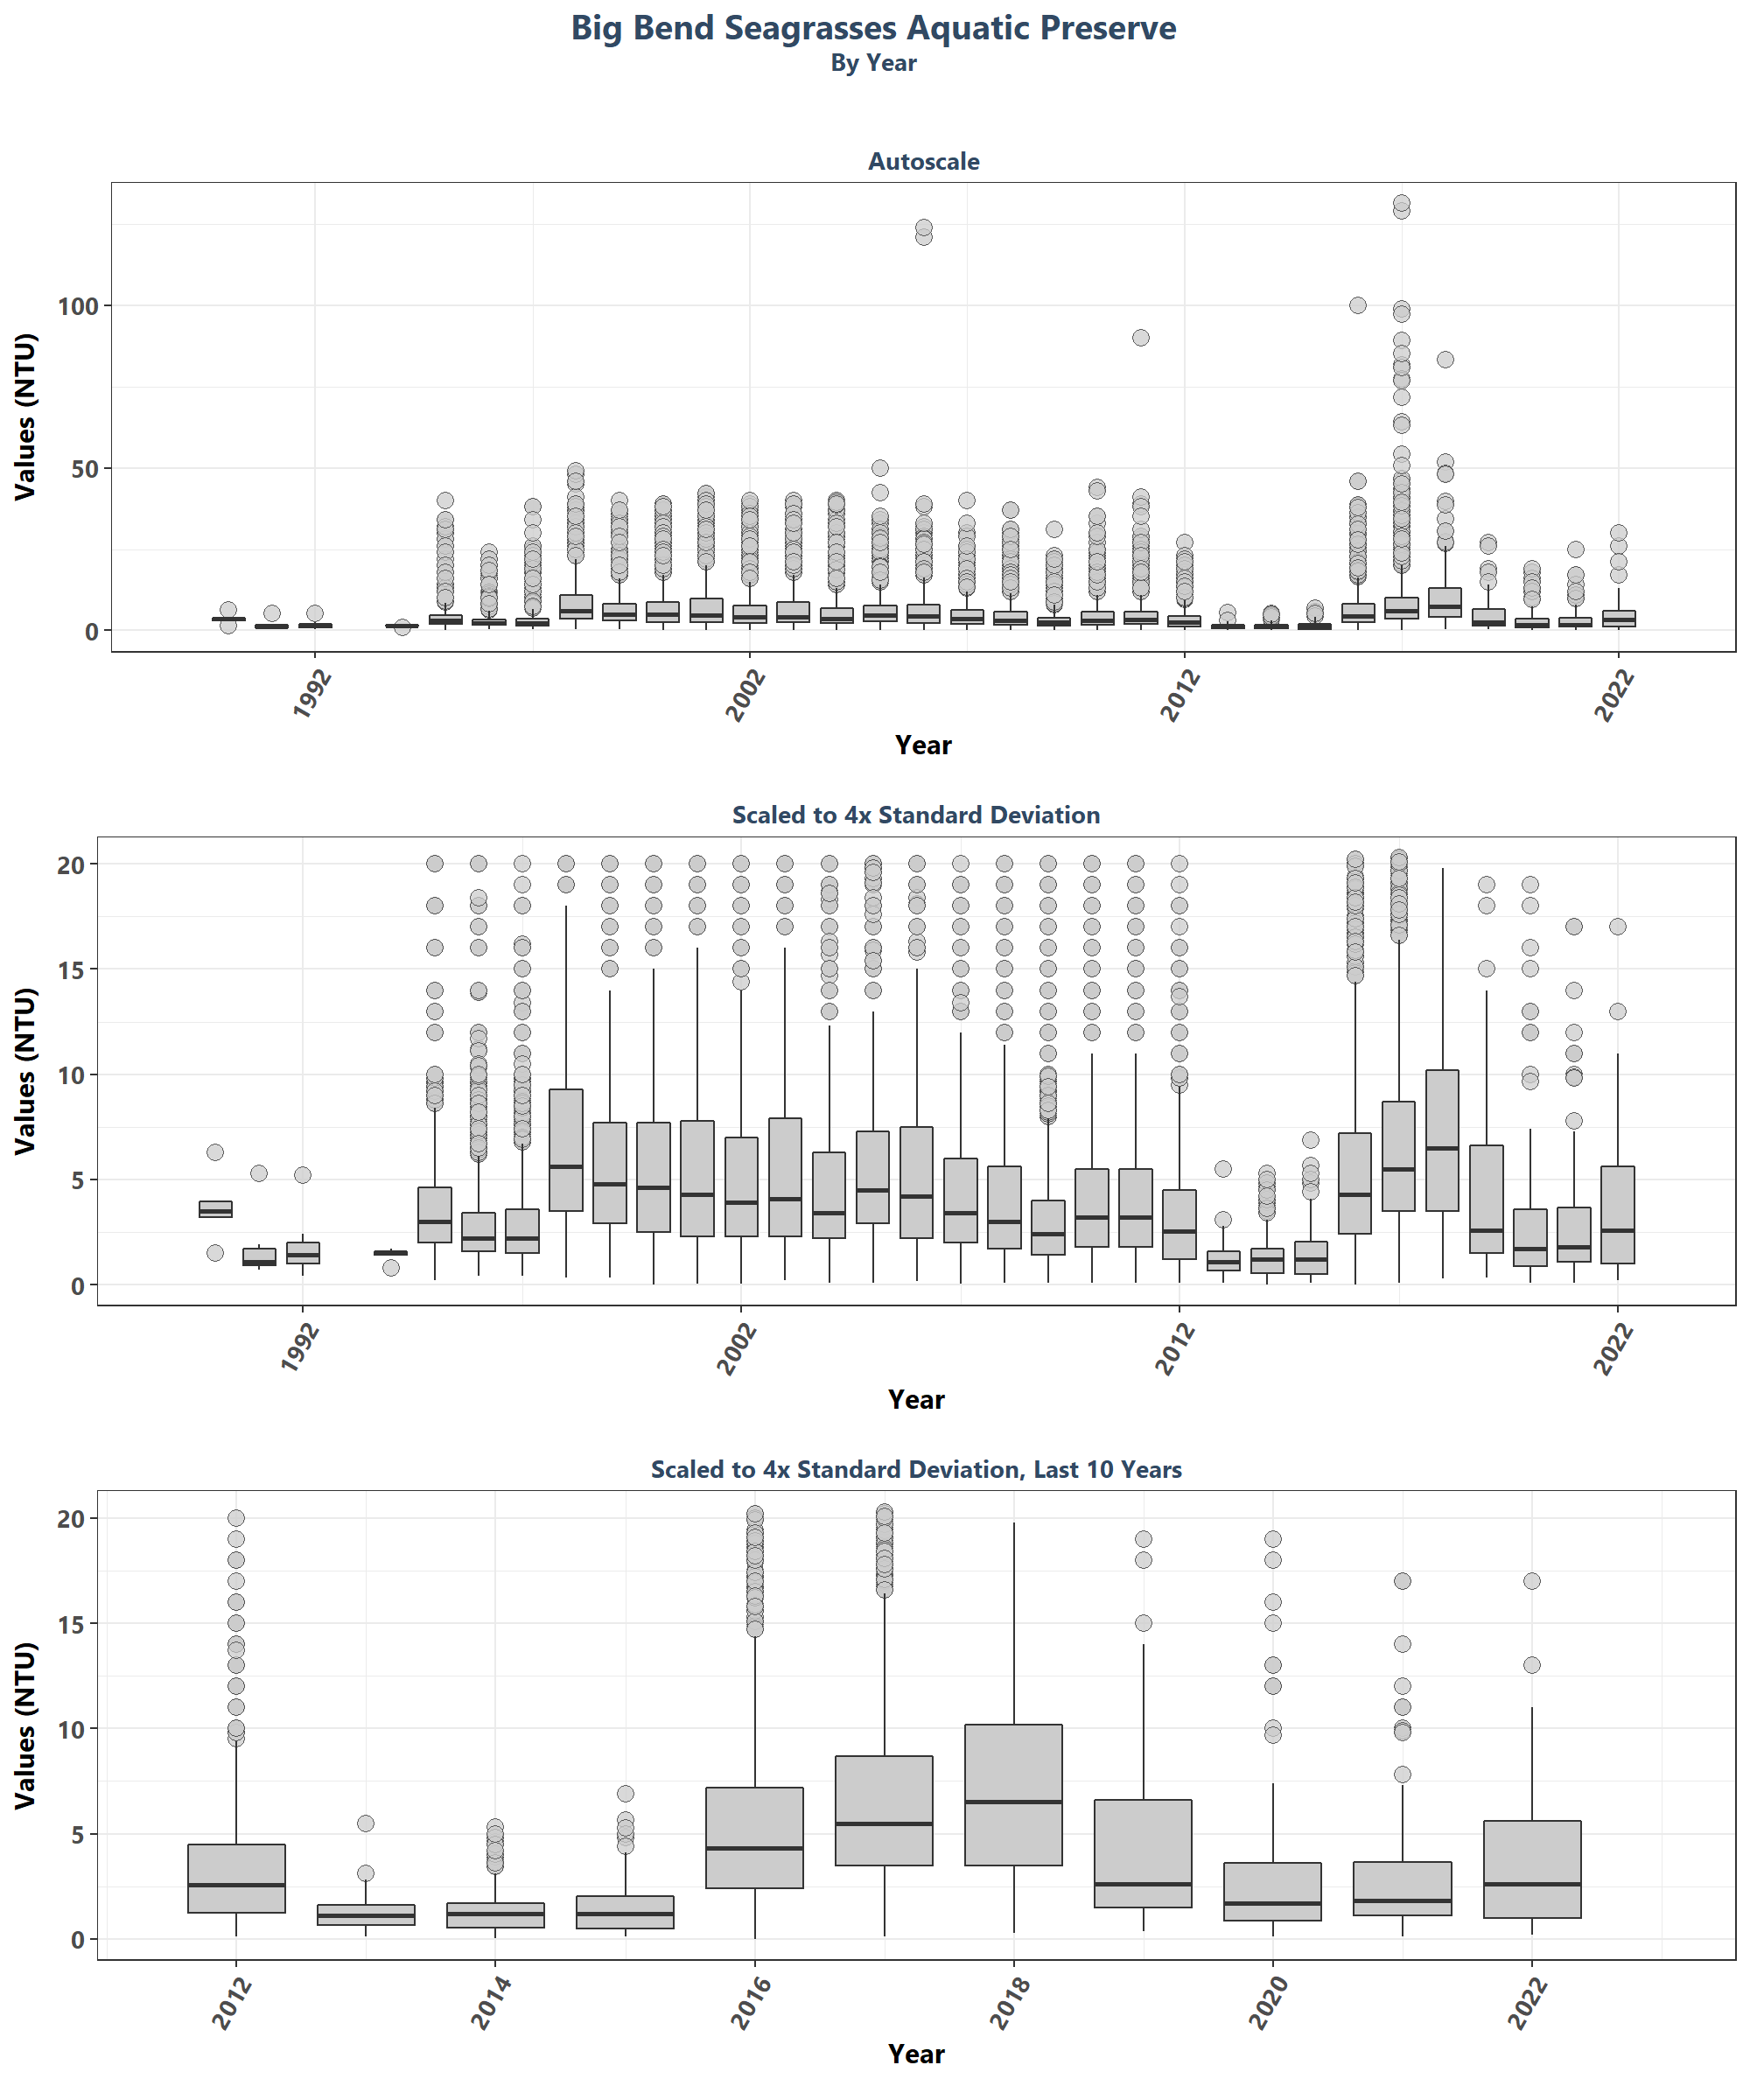 Big Bend Seagrasses Aquatic Preserve
By Year
Autoscale
Values (NTU)
100
50
0
1992
2002
2012
2022
Year
Scaled to 4x Standard Deviation
Values (NTU)
20
15
10
5
0
1992
2002
2012
2022
Year
Scaled to 4x Standard Deviation, Last 10 Years
Values (NTU)
20
15
10
5
0
2012
2014
2016
2018
2020
2022
Year